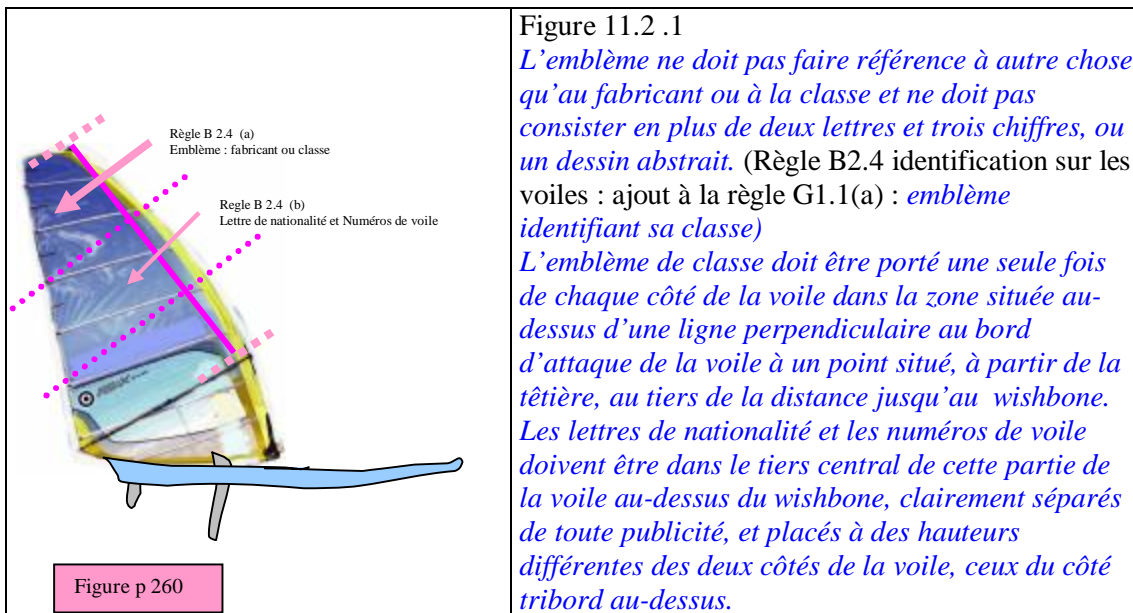 Règle B 2.4 (a)
Emblème : fabricant ou classe
Regle B 2.4 (b)
Lettre de nationalité et Numéros de voile
Figure p 260
Figure 11.2 .1
L'emblème ne doit pas faire référence à autre chose
qu'au fabricant ou à la classe et ne doit pas
consister en plus de deux lettres et trois chiffres, ou
un dessin abstrait. (Règle B2.4 identification sur les
voiles : ajout à la règle G1.1(a) : emblème
identifiant sa classe)
L'emblème de classe doit être porté une seule fois
de chaque côté de la voile dans la zone située au-
dessus d'une ligne perpendiculaire au bord
d'attaque de la voile à un point situé, à partir de la
têtière, au tiers de la distance jusqu'au wishbone.
Les lettres de nationalité et les numéros de voile
doivent être dans le tiers central de cette partie de
la voile au-dessus du wishbone, clairement séparés
de toute publicité, et placés à des hauteurs
différentes des deux côtés de la voile, ceux du côté
tribord au-dessus.